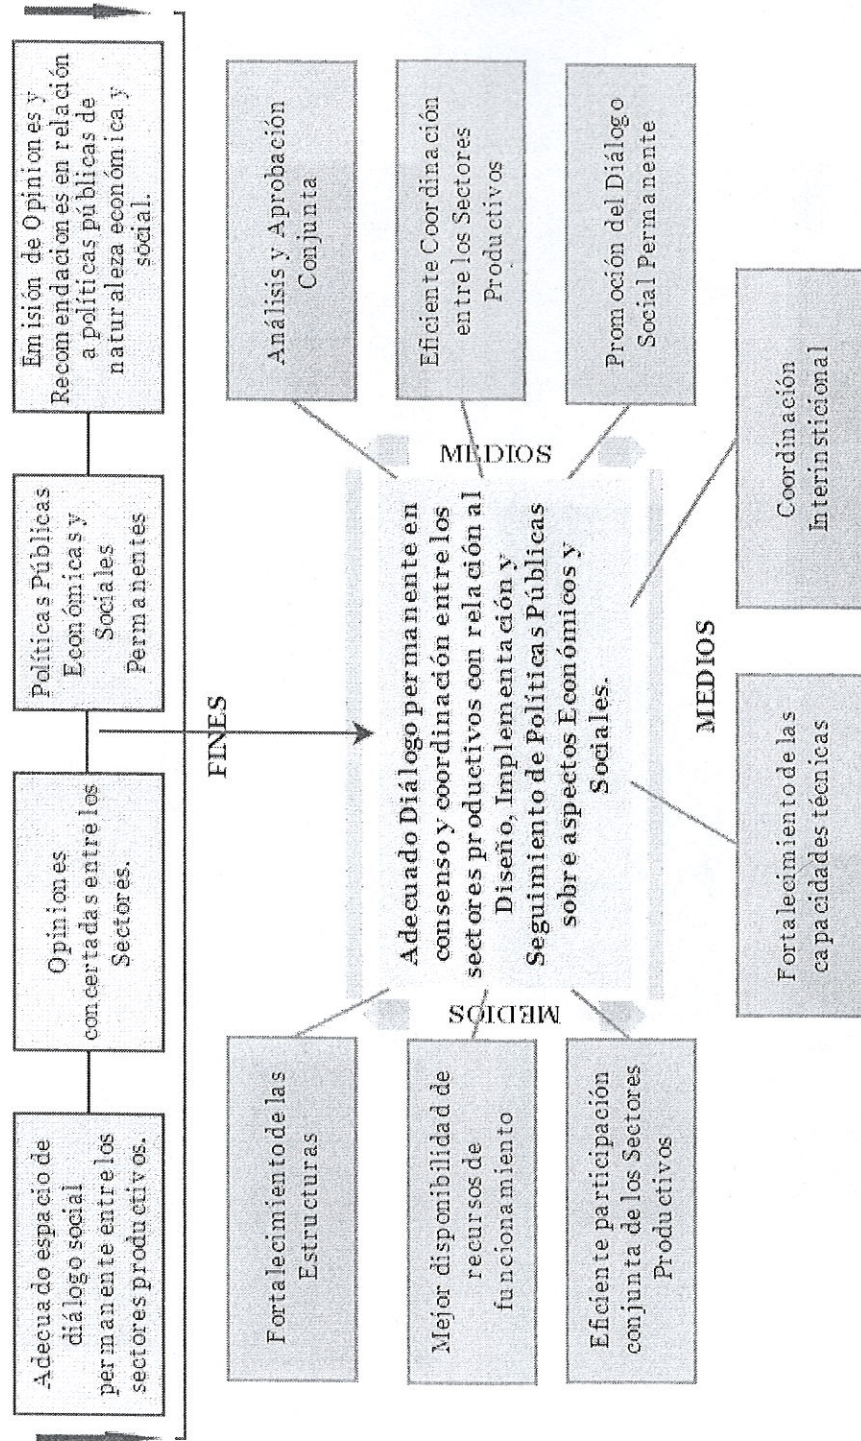 Adecuado espacio de
diálogo social
permanente entre los
sectores productivos.
Opiniones
concertadas entre los
Sectores.
Políticas Públicas
Económicas y
Sociales
Permanentes
Emisión de Opiniones y
Recomendaciones en relación
a políticas públicas de
naturaleza económica y
social.
FINES
Fortalecimiento de las
Estructuras
Mejor disponibilidad de
recursos de
funcionamiento
Eficiente participación
conjunta de los Sectores
Productivos
MEDIOS
Adecuado Diálogo permanente en
consenso y coordinación entre los
sectores productivos con relación al
Diseño, Implementación y
Seguimiento de Políticas Públicas
sobre aspectos Económicos y
Sociales.
MEDIOS
Análisis y Aprobación
Conjunta
Eficiente Coordinación
entre los Sectores
Productivos
Promoción del Diálogo
Social Permanente
MEDIOS
Fortalecimiento de las
capacidades técnicas
Coordinación
Interinsticional